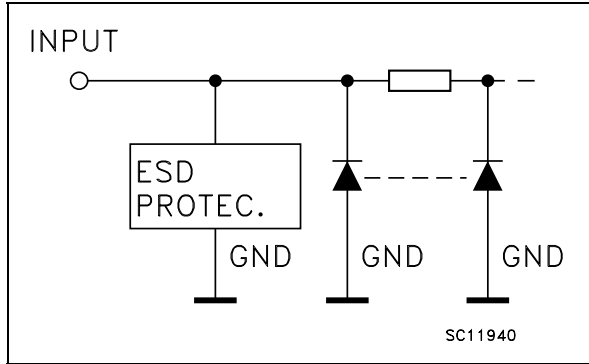 INPUT
ESD
PROTEC.
GND GND GND
SC11940